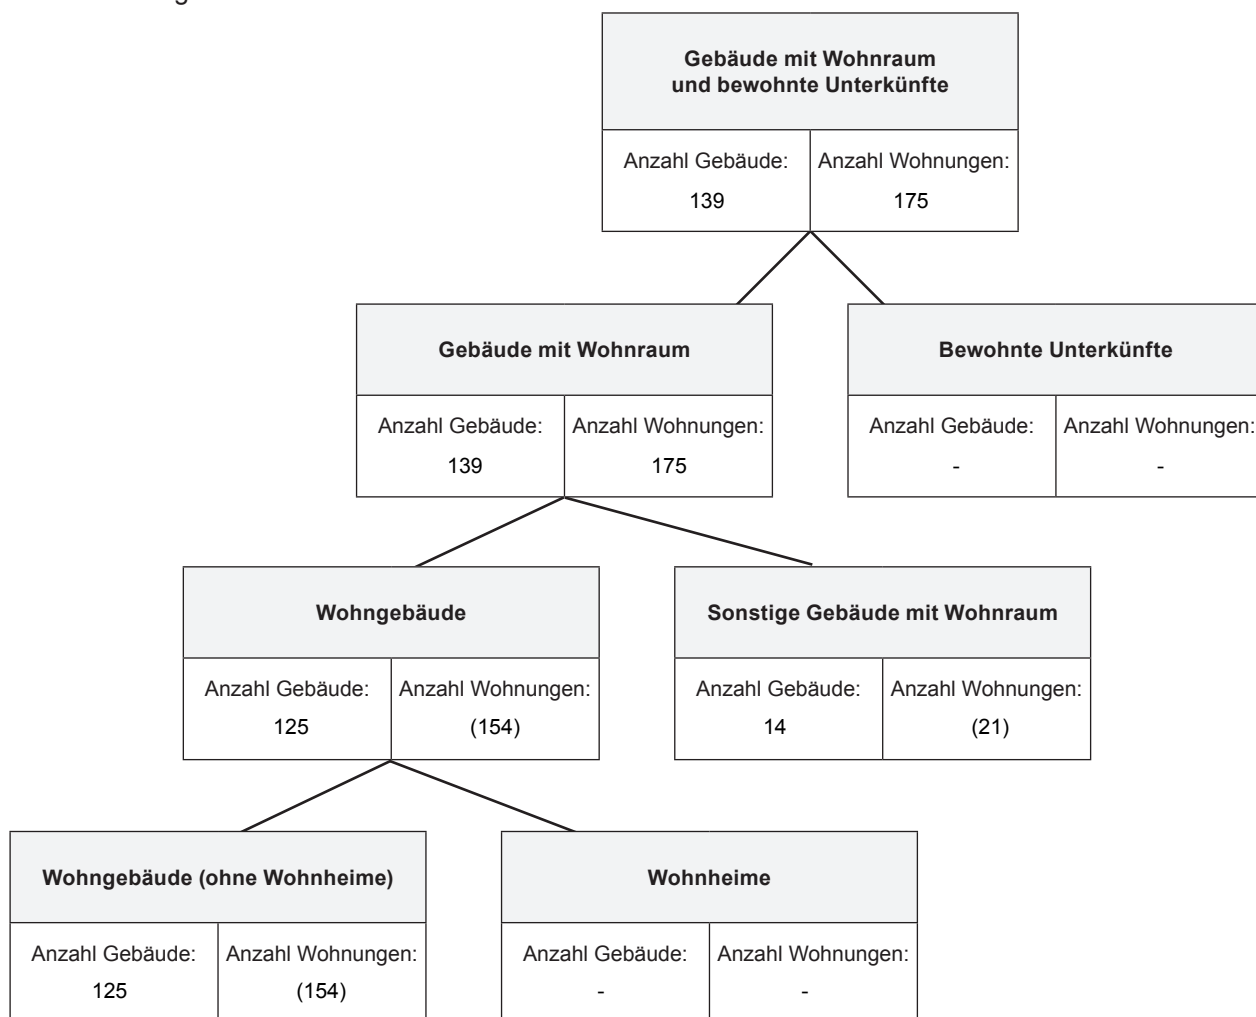 Gebäude mit Wohnraum
und bewohnte Unterkünfte
Anzahl Gebäude: Anzahl Wohnungen:
139 175
Gebäude mit Wohnraum
Anzahl Gebäude: Anzahl Wohnungen:
139 175
Bewohnte Unterkünfte
Anzahl Gebäude: Anzahl Wohnungen:
- -
Wohngebäude
Anzahl Gebäude: Anzahl Wohnungen:
125 (154)
Sonstige Gebäude mit Wohnraum
Anzahl Gebäude: Anzahl Wohnungen:
14 (21)
Wohngebäude (ohne Wohnheime)
Anzahl Gebäude: Anzahl Wohnungen:
125 (154)
Wohnheime
Anzahl Gebäude: Anzahl Wohnungen:
- -